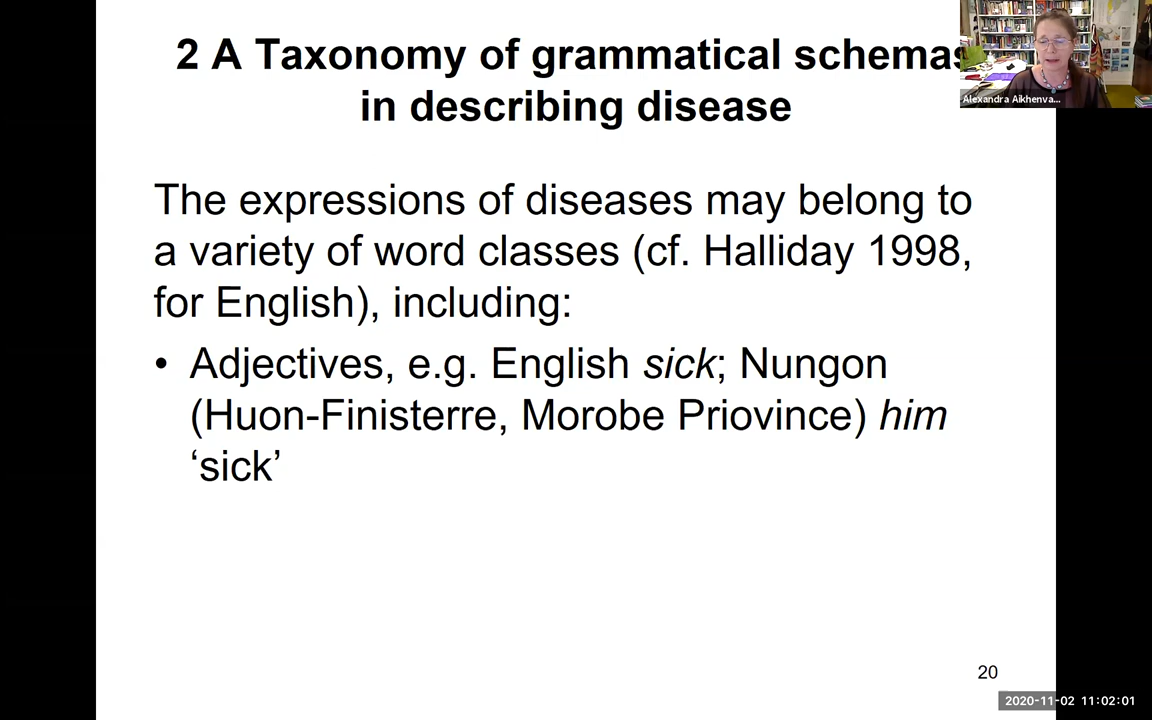 2 A Taxonomy of grammatical schemas
in describing disease
Alexandra Aikhenva...
The expressions of diseases may belong to
a variety of word classes (cf. Halliday 1998,
for English), including:
• Adjectives, e.g. English sick; Nungon
(Huon-Finisterre, Morobe Priovince) him
‘sick’
20
2020-11-02 11:02:01